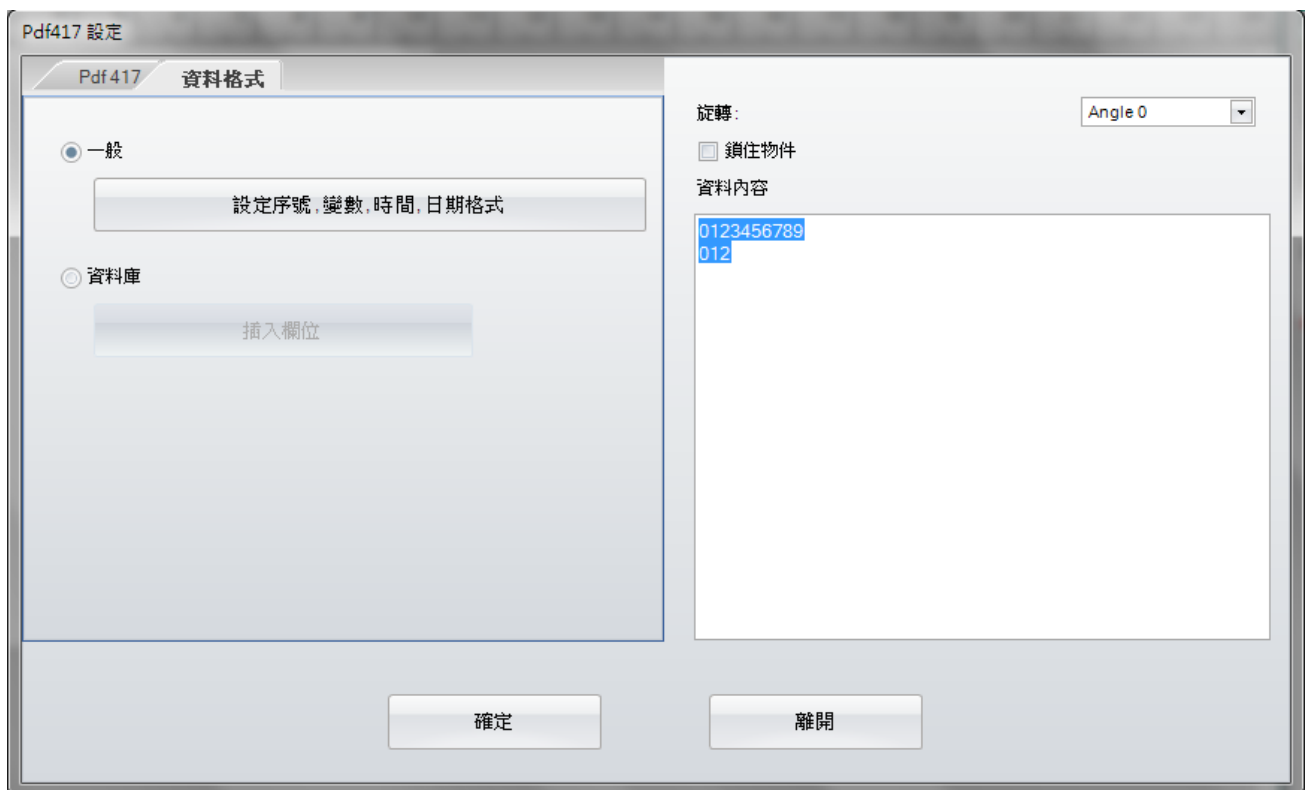 Pdf417 設定
Pdf417 資料格式
一般
設定序號,變數,時間,日期格式
資料庫
插入欄位
旋轉: Angle 0
鎖住物件
資料內容
0123456789
012
確定 離開